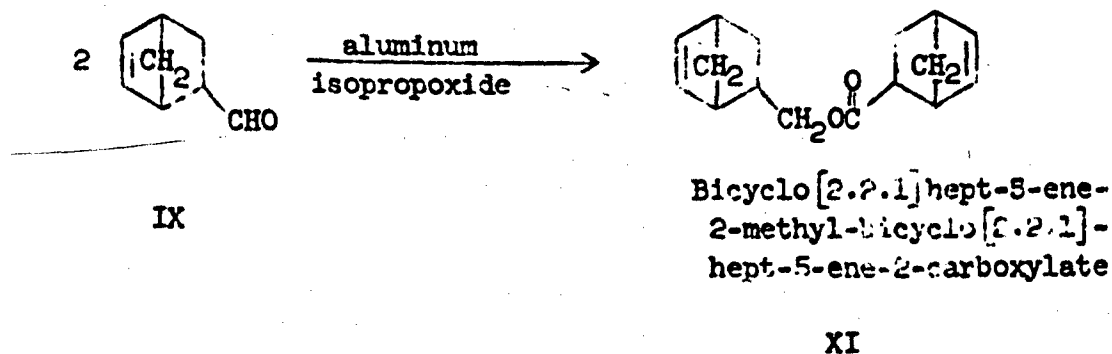 2
CH2
CHO
aluminum
isopropoxide
CH2
CH2OC
O
CH2
IX
Bicyclo[2.2.1]hept-5-ene-
2-methyl-bicyclo[2.2.1]-
hept-5-ene-2-carboxylate
XI